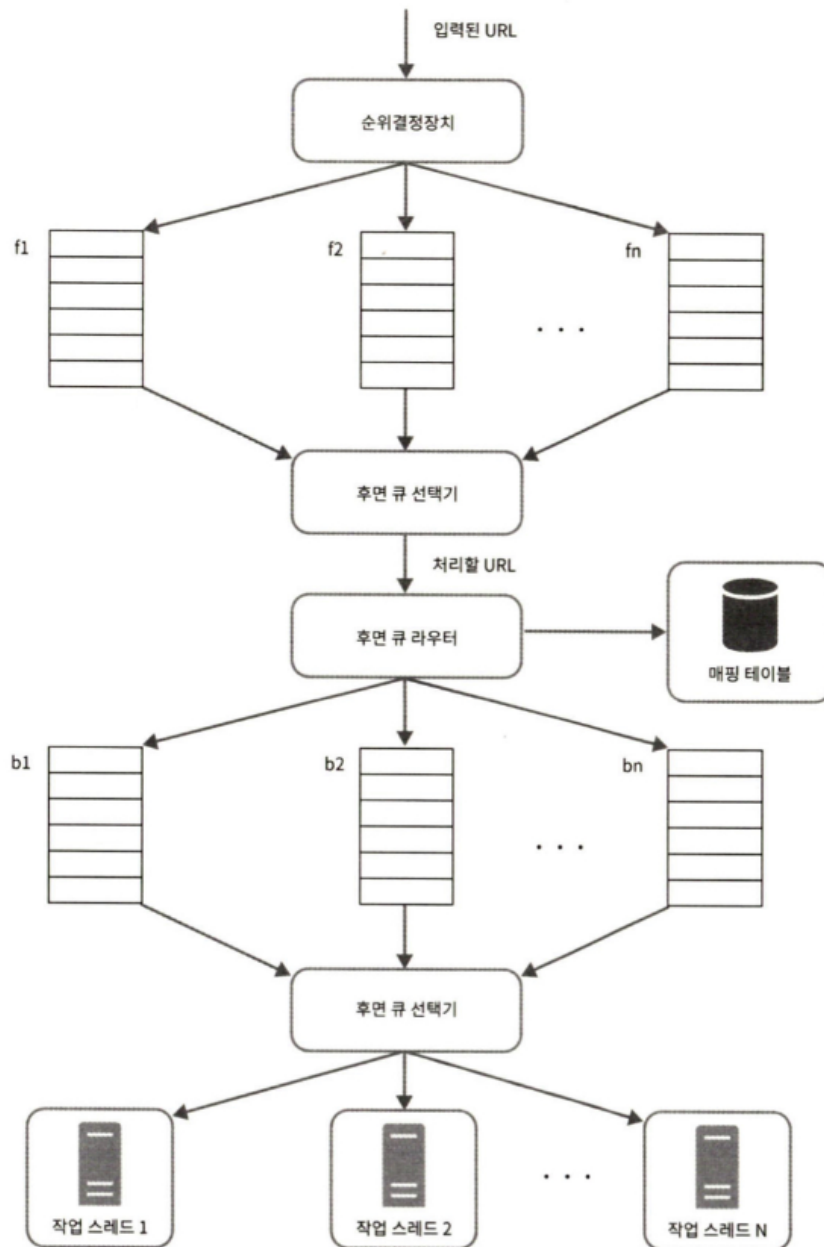 입력된 URL
순위결정장치
f1
f2
fn
. . .
후면 큐 선택기
처리할 URL
후면 큐 라우터
매핑 테이블
b1
b2
bn
. . .
후면 큐 선택기
작업 스레드 1
작업 스레드 2
. . .
작업 스레드 N